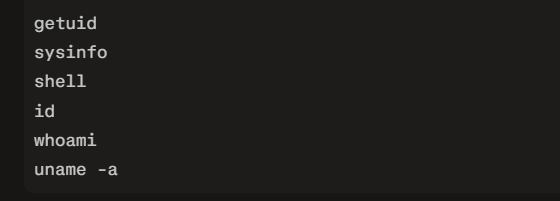 getuid
sysinfo
shell
id
whoami
uname -a